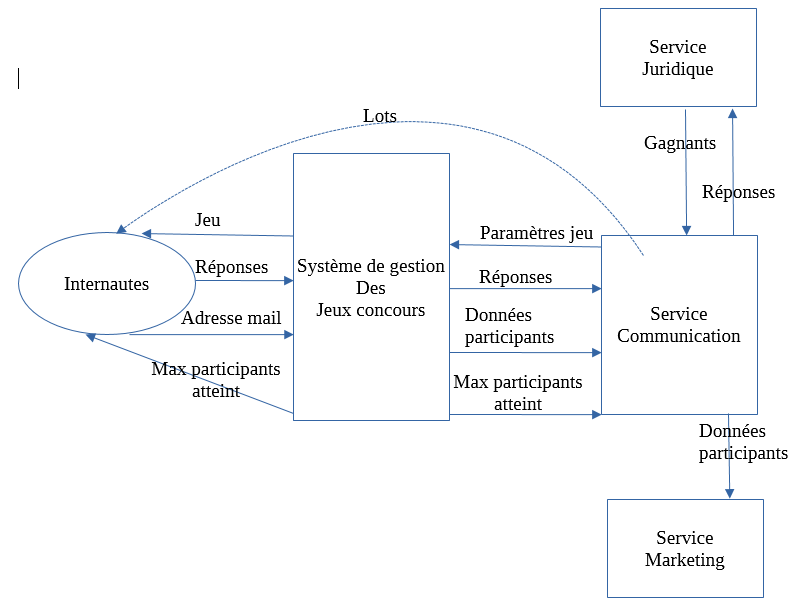 Service
Juridique
Lots
Gagnants
Réponses
Jeu
Paramètres jeu
Réponses
Système de gestion
Des
Jeux concours
Réponses
Internautes
Adresse mail
Données
participants
Service
Communication
Max participants
atteint
Max participants
atteint
Données
participants
Service
Marketing